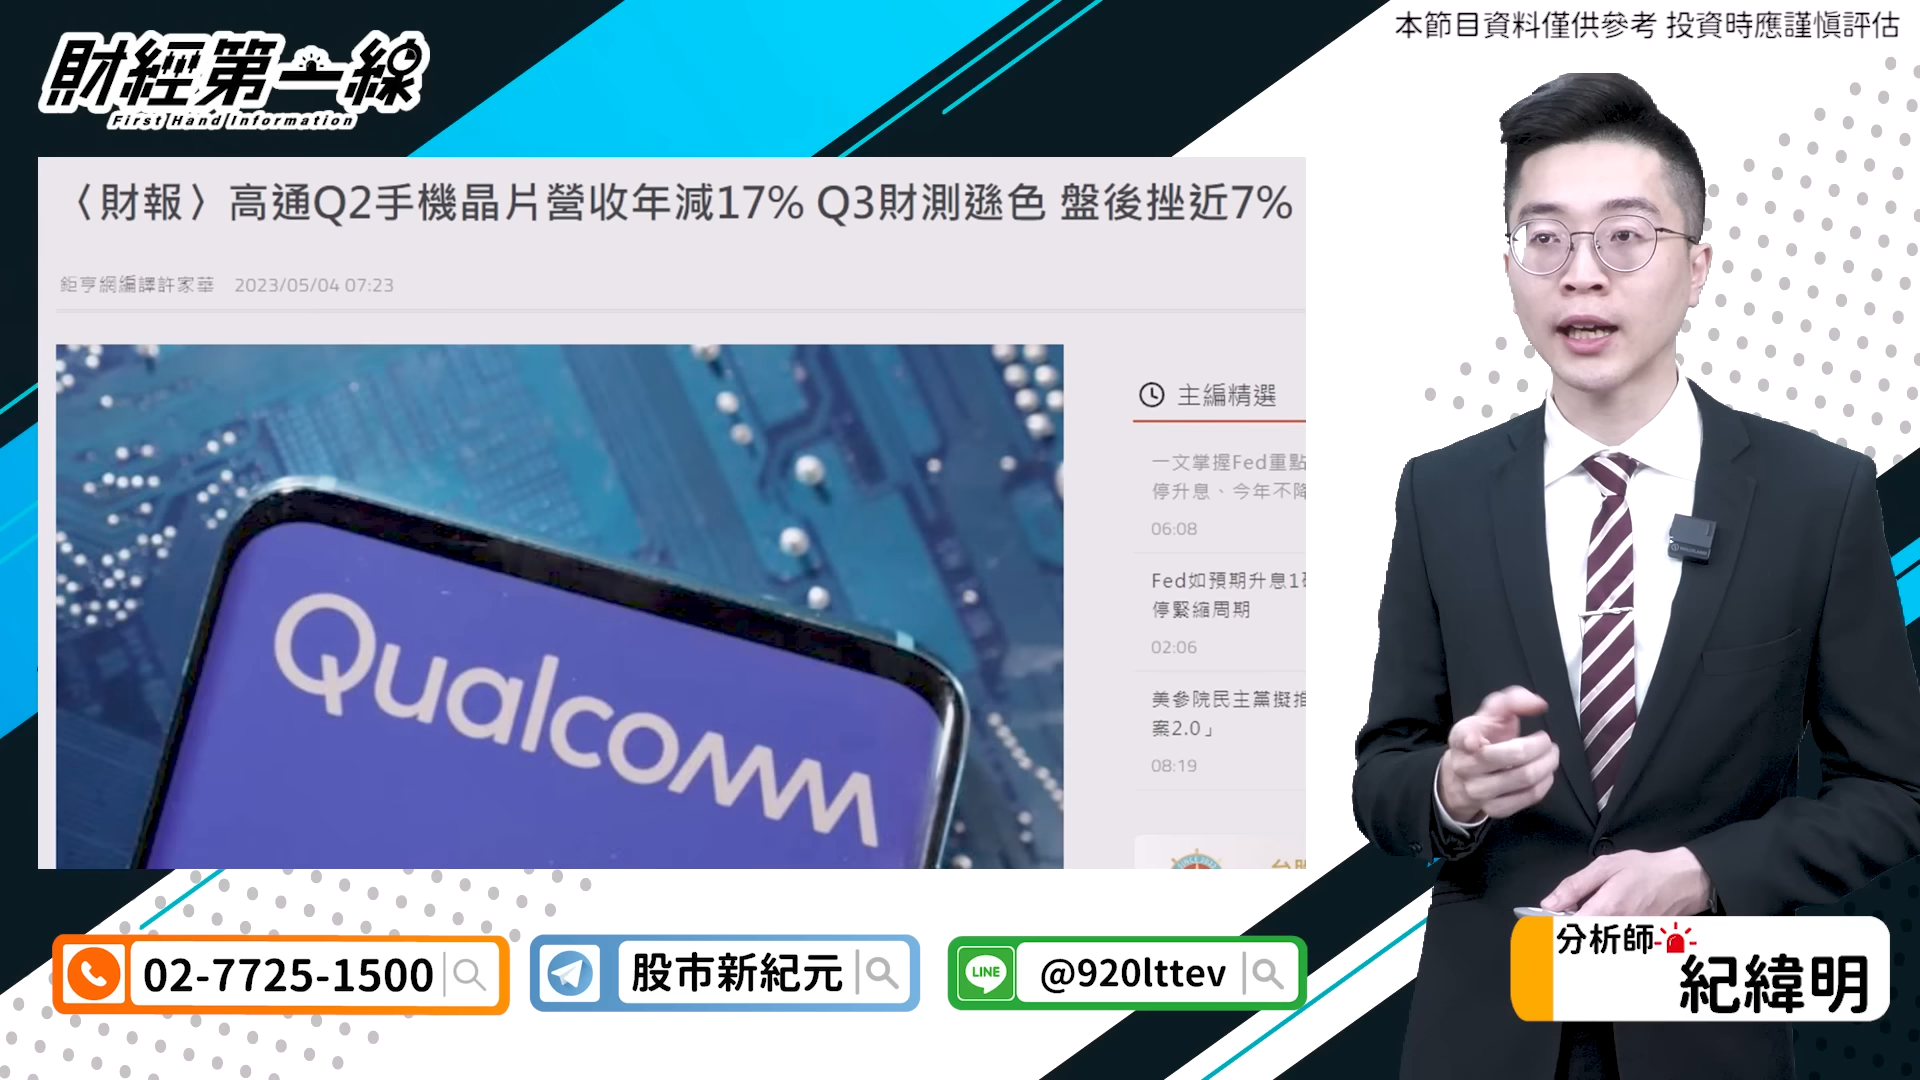 本節目資料僅供參考 投資時應謹慎評估
財經第一線
First Hand Information
〈財報〉高通Q2手機晶片營收年減17% Q3財測遜色 盤後挫近7%
鉅亨網編譯許家華 2023/05/04 07:23
Qualcomm
主編精選
一文掌握Fed重點
停升息、今年不降
06:08
Fed如預期升息1
停緊縮周期
02:06
美參院民主黨擬推
案2.0」
08:19
02-7725-1500
股市新紀元
LINE
@920lttev
分析師
紀緯明